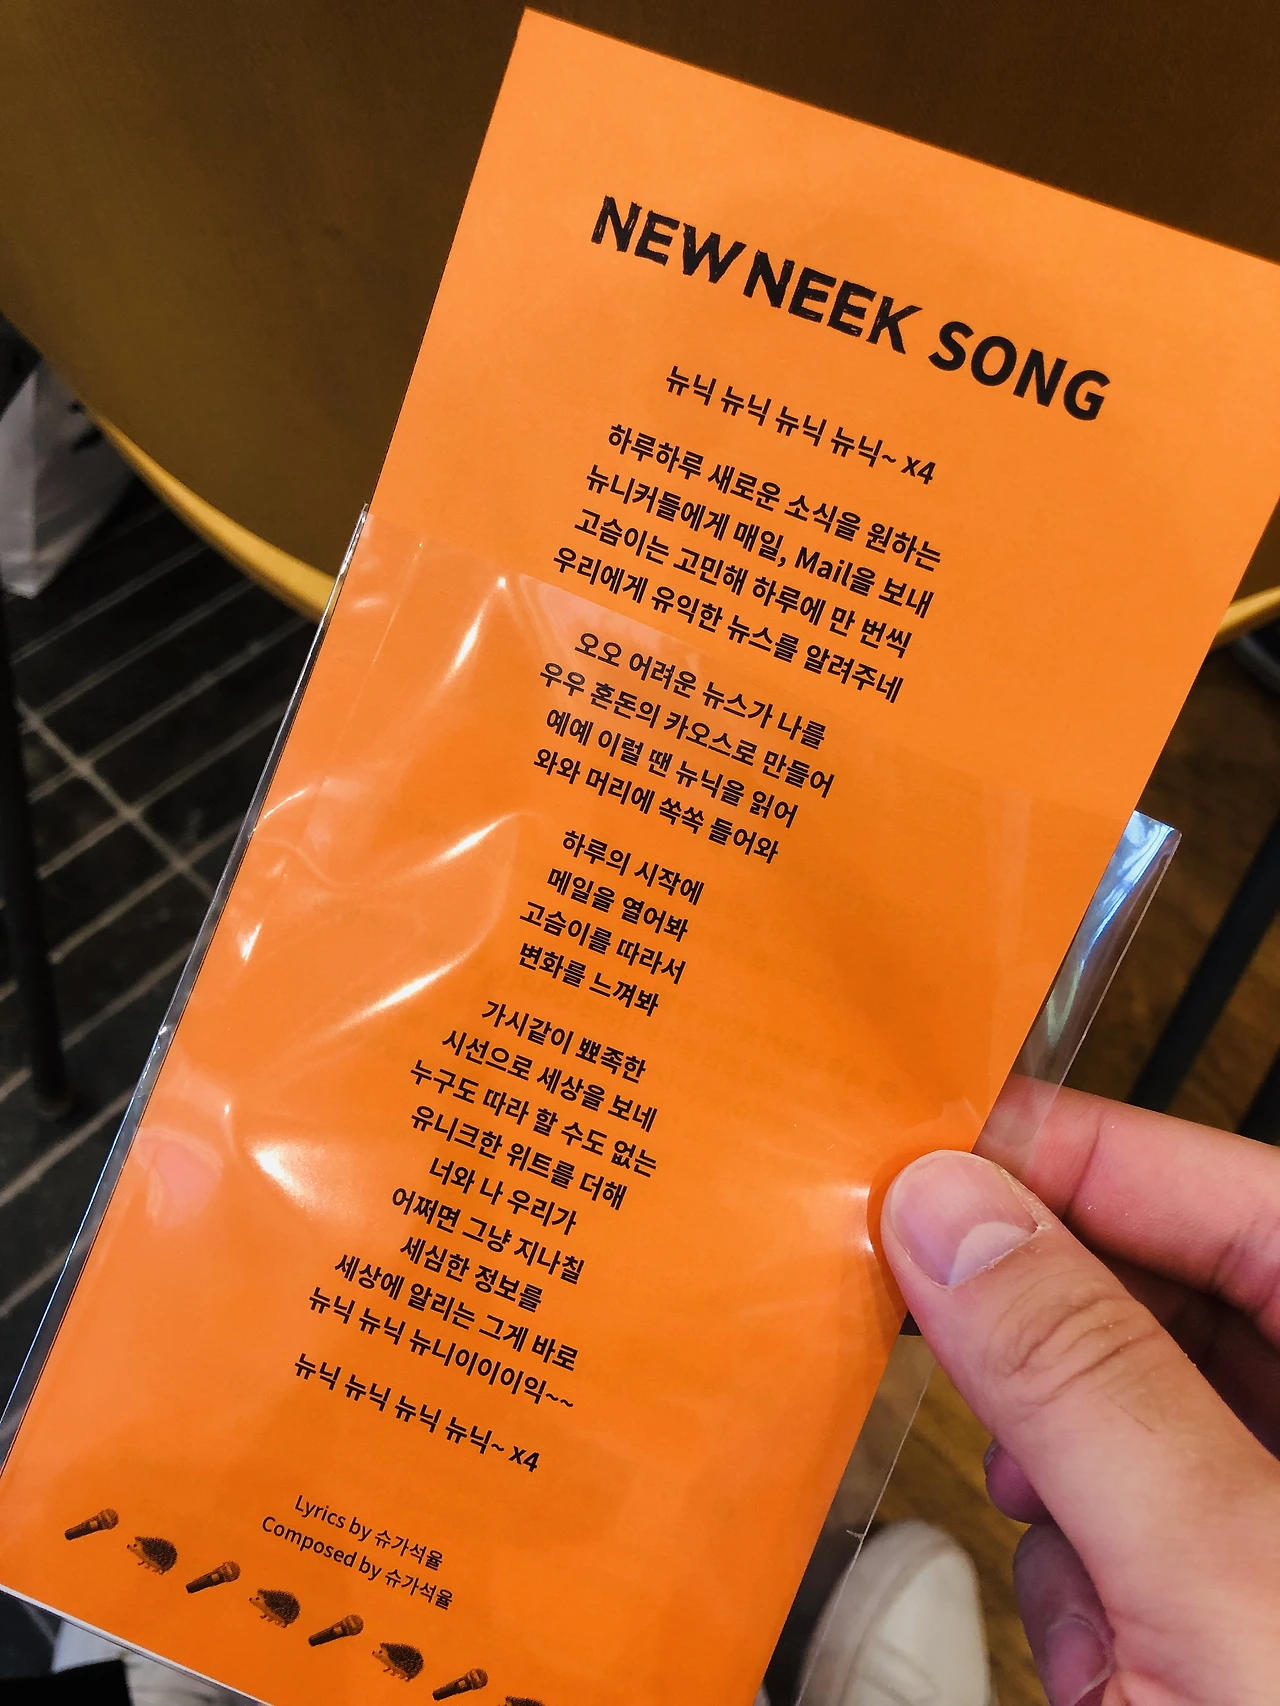 NEWNEEK SONG
뉴닉 뉴닉 뉴닉 뉴닉~ x4
하루하루 새로운 소식을 원하는
뉴니커들에게 매일, Mail을 보내
고슴이는 고민해 하루에 만 번씩
우리에게 유익한 뉴스를 알려주네
오오 어려운 뉴스가 나를
우우 혼돈의 카오스로 만들어
예예 이럴 땐 뉴닉을 읽어
와와 머리에 쏙쏙 들어와
하루의 시작에
메일을 열어봐
고슴이를 따라서
변화를 느껴봐
가시같이 뾰족한
시선으로 세상을 보네
누구도 따라 할 수도 없는
유니크한 위트를 더해
너와 나 우리가
어쩌면 그냥 지나칠
세심한 정보를
세상에 알리는 그게 바로
뉴닉 뉴닉 뉴니이이이익~~
뉴닉 뉴닉 뉴닉 뉴닉~ x4
Lyrics by 슈가석율
Composed by 슈가석율